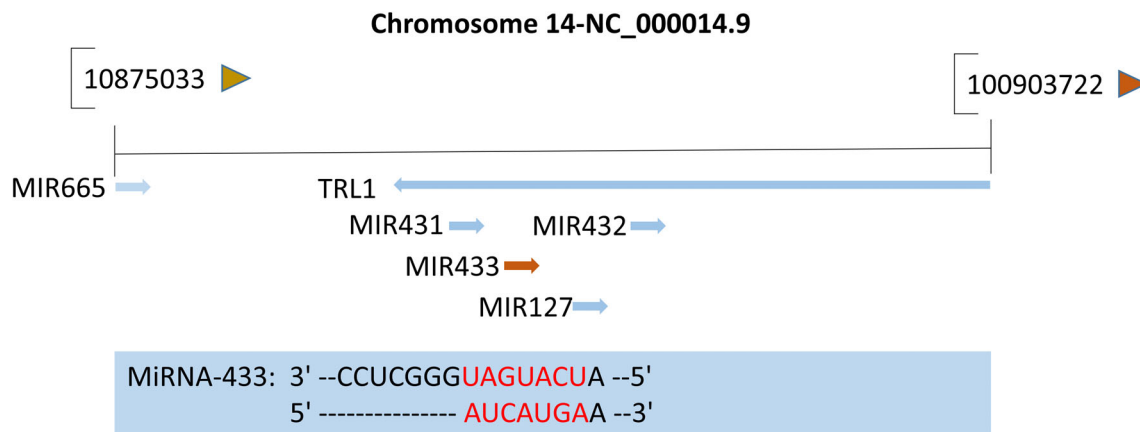 Chromosome 14-NC_000014.9
10875033
100903722
MIR665
TRL1
MIR431
MIR432
MIR433
MIR127
MiRNA-433: 3' --CCUCGGGUAGUACUA --5'
5' --------------- AUCAUGAA --3'